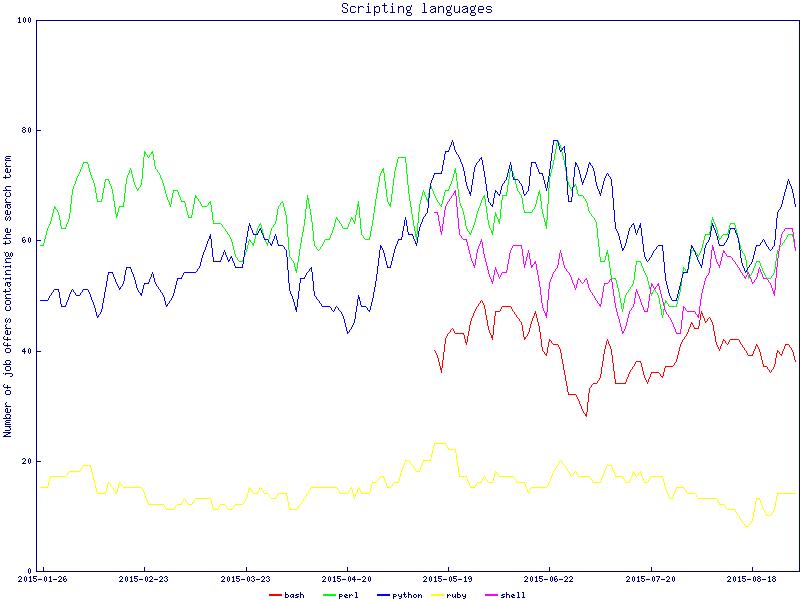 Scripting languages
Number of job offers containing the search term
100
80
60
40
20
0
2015-01-26 2015-02-23 2015-03-23 2015-04-20 2015-05-19 2015-06-22 2015-07-20 2015-08-18
bash perl python ruby shell